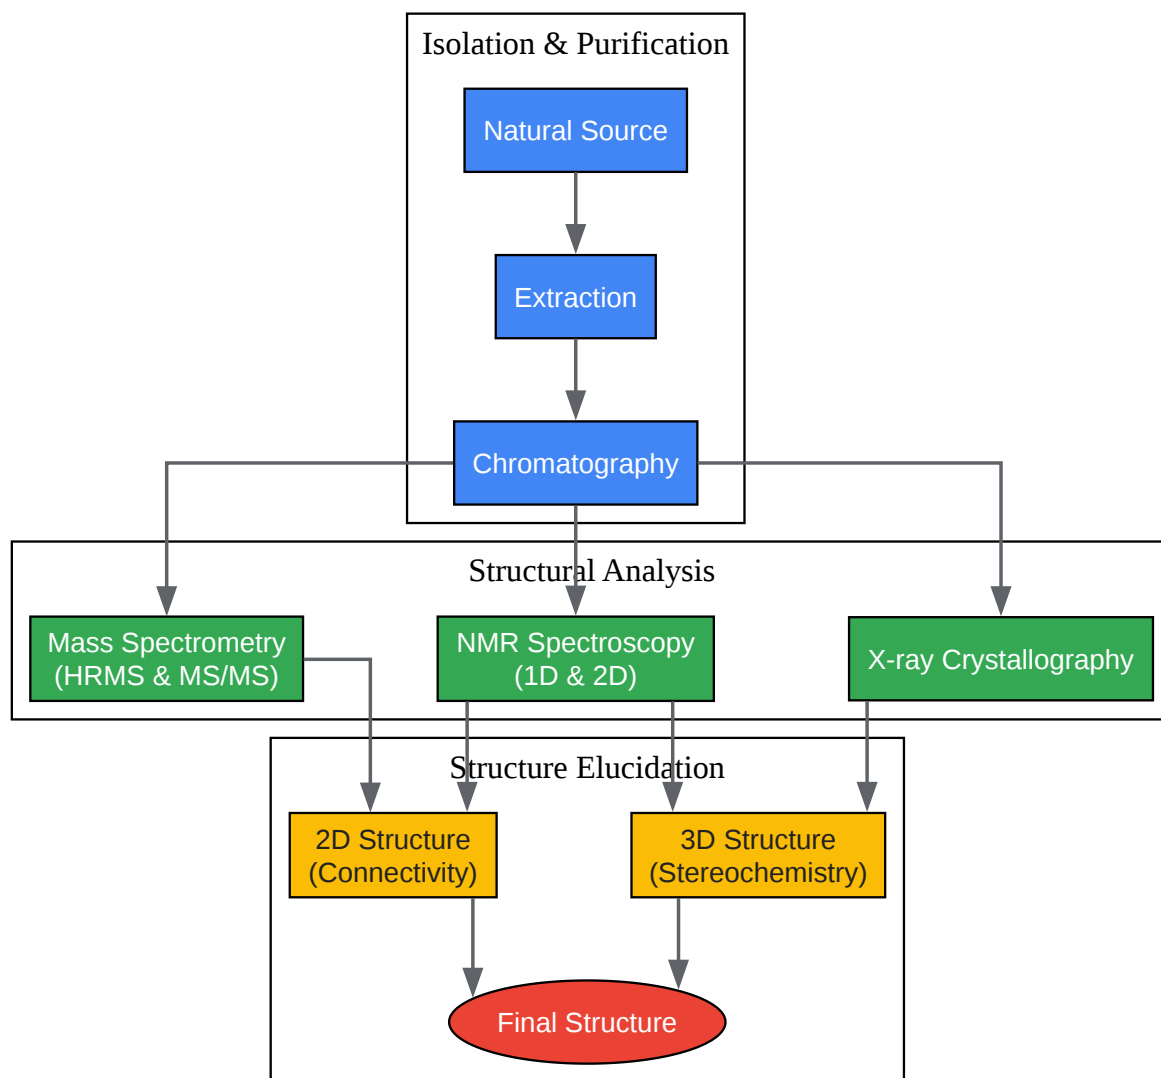 Isolation & Purification
Natural Source
Extraction
Chromatography
Structural Analysis
Mass Spectrometry
(HRMS & MS/MS)
NMR Spectroscopy
(1D & 2D)
X-ray Crystallography
Structure Elucidation
2D Structure
(Connectivity)
3D Structure
(Stereochemistry)
Final Structure